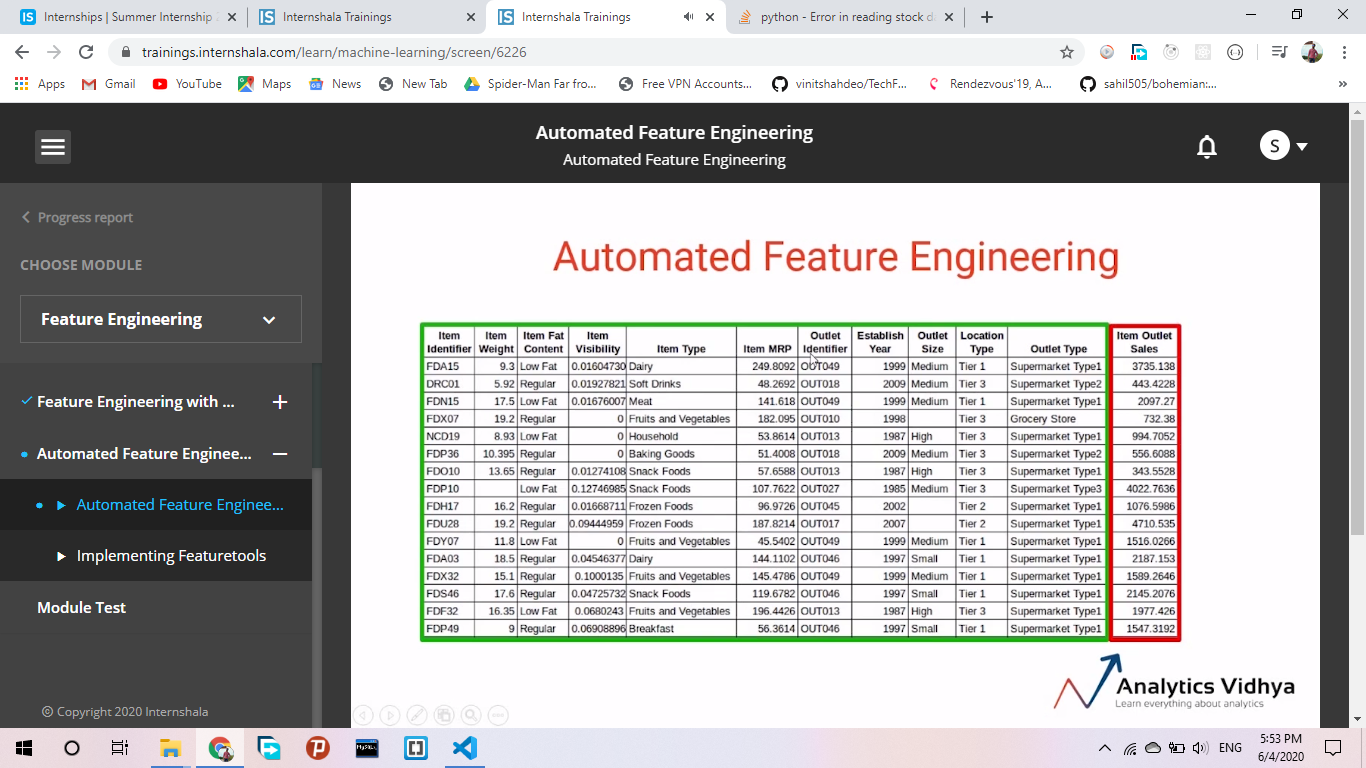 Internships | Summer Internship
Internshala Trainings
Internshala Trainings
python - Error in reading stock d
trainings.internshala.com/learn/machine-learning/screen/6226
Apps
Gmail
YouTube
Maps
News
New Tab
Spider-Man Far fro...
Free VPN Accounts...
vinitshahdeo/TechF...
Rendezvous'19, A...
sahil505/bohemian:...
Automated Feature Engineering
Automated Feature Engineering
S
Progress report
CHOOSE MODULE
Feature Engineering
Feature Engineering with ...
Automated Feature Enginee...
Automated Feature Enginee...
Implementing Featuretools
Module Test
© Copyright 2020 Internshala
Automated Feature Engineering
Item Identifier Item Weight Item Fat Content Item Visibility Item Type Item MRP Outlet Identifier Establish Year Outlet Size Location Type Outlet Type Item Outlet Sales
FDA15 9.3 Low Fat 0.01604730 Dairy 249.8092 OUT049 1999 Medium Tier 1 Supermarket Type1 3735.138
DRC01 5.92 Regular 0.01927821 Soft Drinks 48.2692 OUT018 2009 Medium Tier 3 Supermarket Type2 443.4228
FDN15 17.5 Low Fat 0.01676007 Meat 141.618 OUT049 1999 Medium Tier 1 Supermarket Type1 2097.27
FDX07 19.2 Regular 0 Fruits and Vegetables 182.095 OUT010 1998 Tier 3 Grocery Store 732.38
NCD19 8.93 Low Fat 0 Household 53.8614 OUT013 1987 High Tier 3 Supermarket Type1 994.7052
FDP36 10.395 Regular 0 Baking Goods 51.4008 OUT018 2009 Medium Tier 3 Supermarket Type2 556.6088
FDO10 13.65 Regular 0.01274108 Snack Foods 57.6588 OUT013 1987 High Tier 3 Supermarket Type1 343.5528
FDP10 Low Fat 0.12746985 Snack Foods 107.7622 OUT027 1985 Medium Tier 3 Supermarket Type3 4022.7636
FDH17 16.2 Regular 0.01668711 Frozen Foods 96.9726 OUT045 2002 Tier 2 Supermarket Type1 1076.5986
FDU28 19.2 Regular 0.09444959 Frozen Foods 187.8214 OUT017 2007 Tier 2 Supermarket Type1 4710.535
FDY07 11.8 Low Fat 0 Fruits and Vegetables 45.5402 OUT049 1999 Medium Tier 1 Supermarket Type1 1516.0266
FDA03 18.5 Regular 0.04546377 Dairy 144.1102 OUT046 1997 Small Tier 1 Supermarket Type1 2187.153
FDX32 15.1 Regular 0.1000135 Fruits and Vegetables 145.4786 OUT049 1999 Medium Tier 1 Supermarket Type1 1589.2646
FDS46 17.6 Regular 0.04725732 Snack Foods 119.6782 OUT046 1997 Small Tier 1 Supermarket Type1 2145.2076
FDF32 16.35 Low Fat 0.0680243 Fruits and Vegetables 196.4426 OUT013 1987 High Tier 3 Supermarket Type1 1977.426
FDP49 9 Regular 0.06908896 Breakfast 56.3614 OUT046 1997 Small Tier 1 Supermarket Type1 1547.3192
Analytics Vidhya
Learn everything about analytics
ENG
5:53 PM
6/4/2020